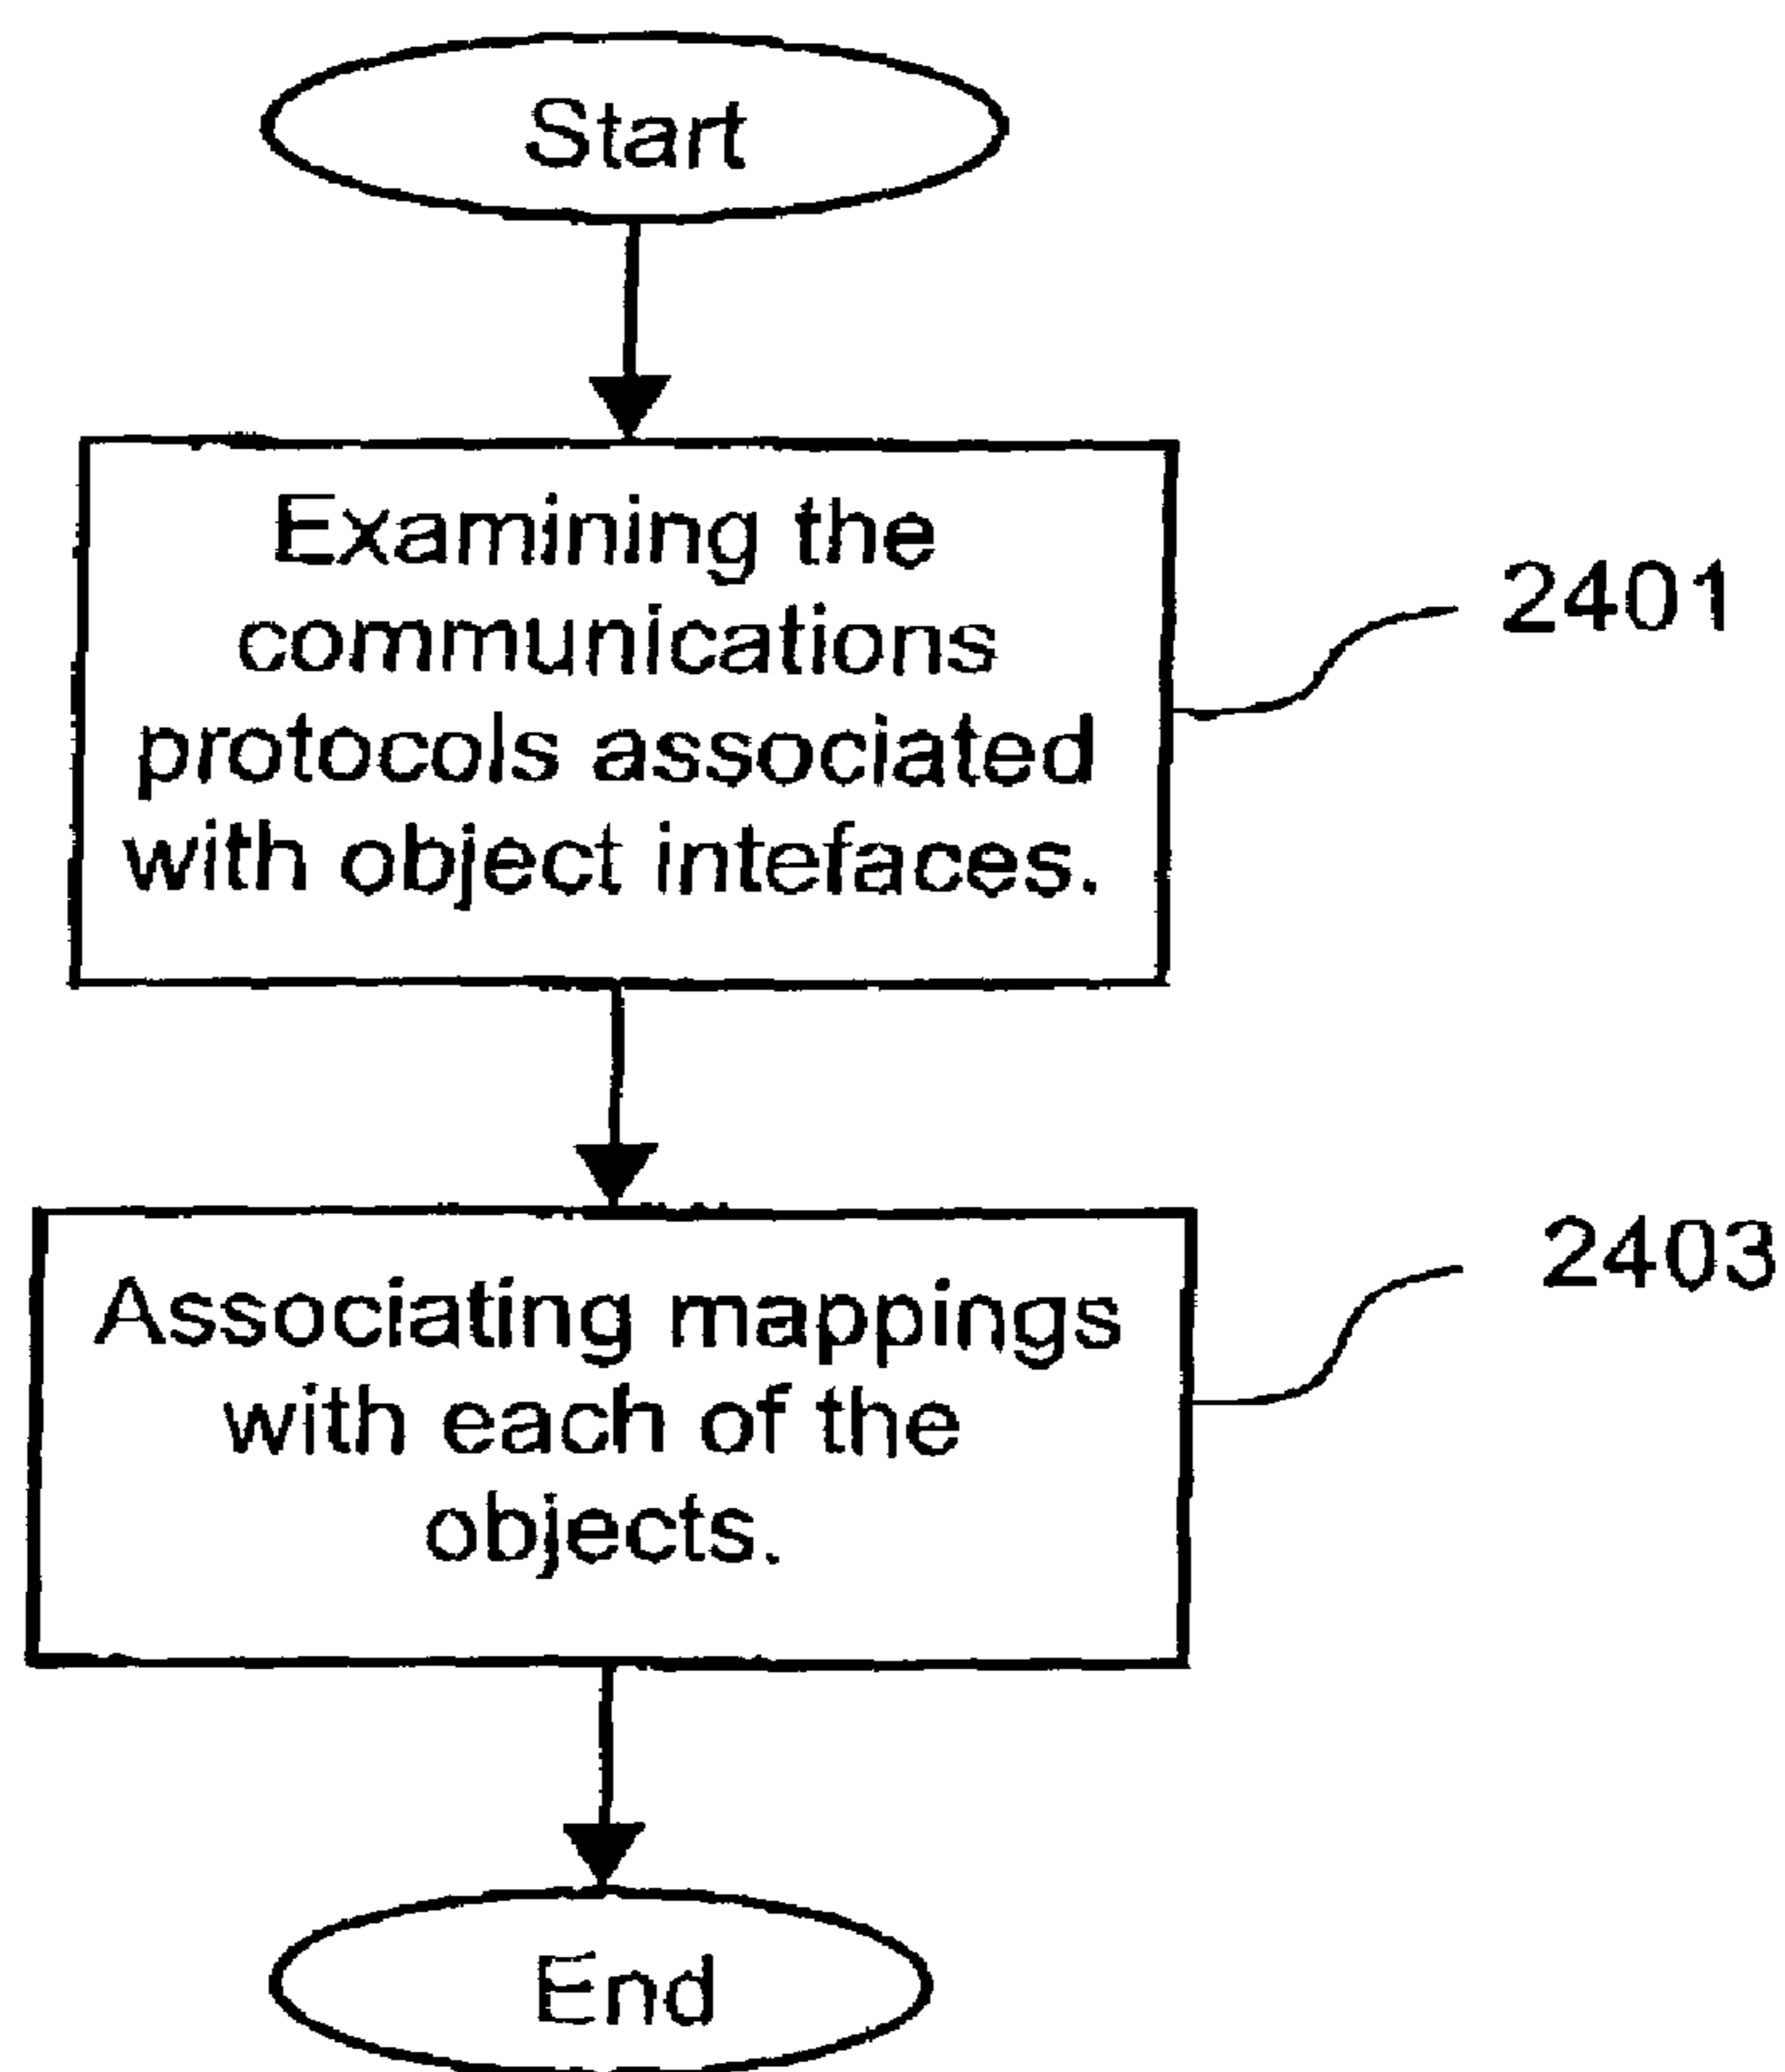 Start
Examining the
communications
protocols associated
with object intefaces.
2401
Associating mappings
with each of the
objects.
2403
End